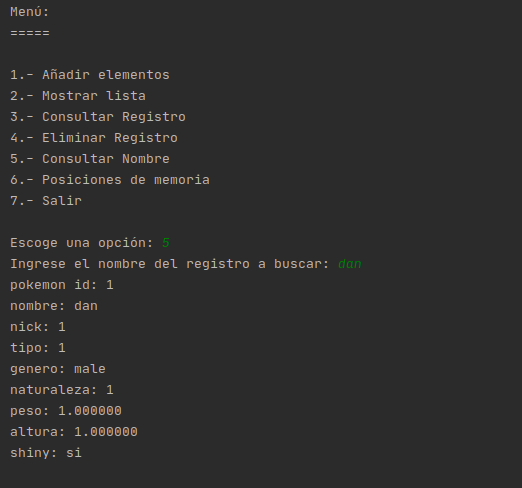 Menú:
=====
1.- Añadir elementos
2.- Mostrar lista
3.- Consultar Registro
4.- Eliminar Registro
5.- Consultar Nombre
6.- Posiciones de memoria
7.- Salir
Escoge una opción: 5
Ingrese el nombre del registro a buscar: dan
pokemon id: 1
nombre: dan
nick: 1
tipo: 1
genero: male
naturaleza: 1
peso: 1.000000
altura: 1.000000
shiny: si